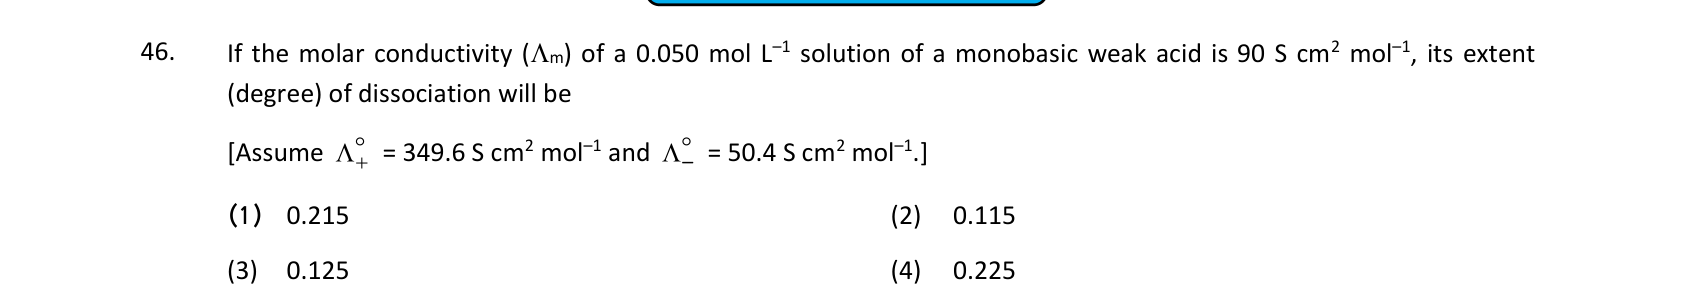 46. If the molar conductivity (Λm) of a 0.050 mol L⁻¹ solution of a monobasic weak acid is 90 S cm² mol⁻¹, its extent
(degree) of dissociation will be
[Assume Λ°₊ = 349.6 S cm² mol⁻¹ and Λ°₋ = 50.4 S cm² mol⁻¹.]
(1) 0.215 (2) 0.115
(3) 0.125 (4) 0.225